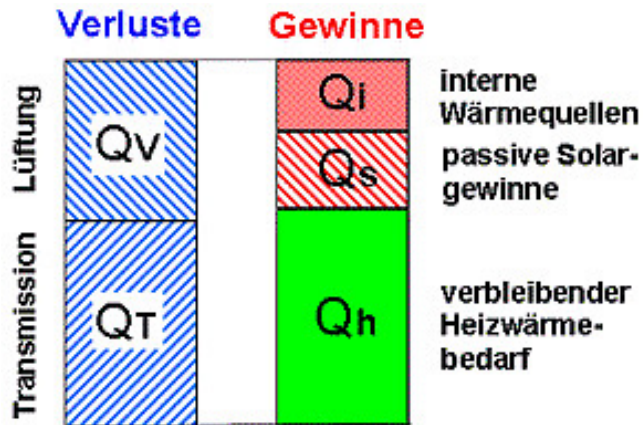 Verluste Gewinne
Lüftung
QV
Qi
interne
Wärmequellen
Qs
passive Solar-
gewinne
Transmission
QT
Qh
verbleibender
Heizwärme-
bedarf